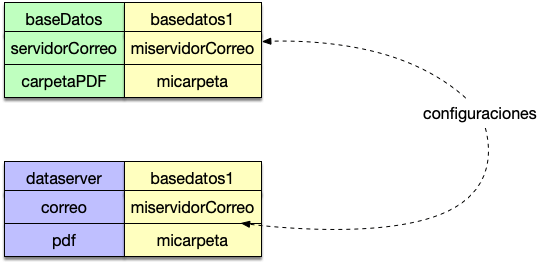 baseDatos basedatos1
servidorCorreo miservidorCorreo
carpetaPDF micarpeta
configuraciones
dataserver basedatos1
correo miservidorCorreo
pdf micarpeta